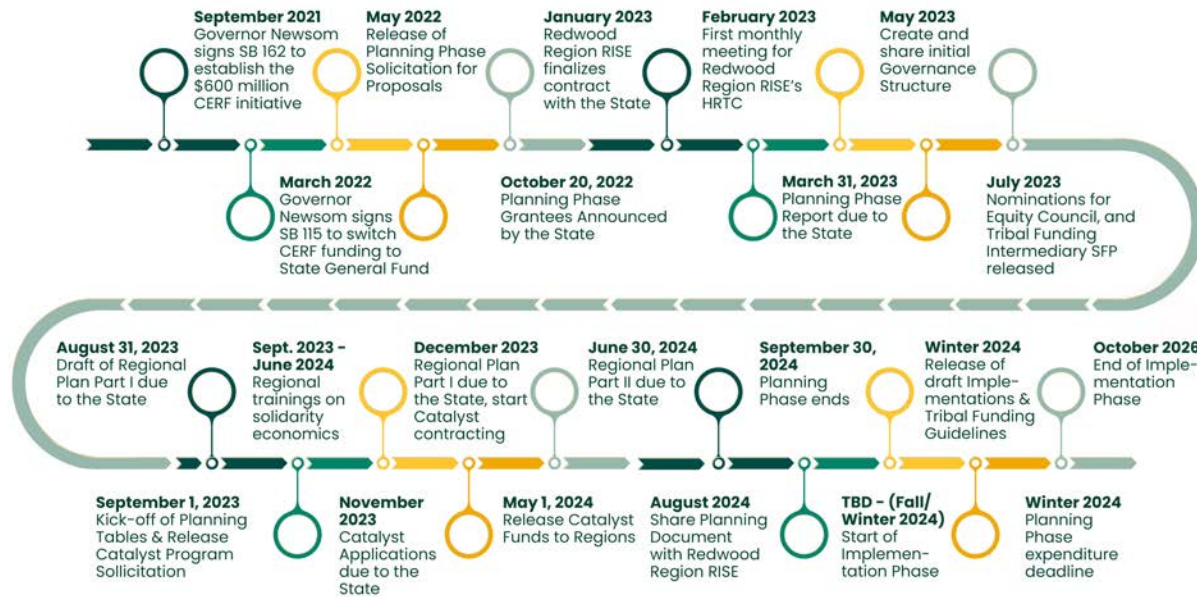 September 2021
Governor Newsom
signs SB 162 to
establish the
$600 million
CERF initiative
March 2022
Governor
Newsom signs
SB 115 to switch
CERF funding to
State General Fund
May 2022
Release of
Planning Phase
Solicitation for
Proposals
October 20, 2022
Planning Phase
Grantees Announced
by the State
January 2023
Redwood
Region RISE
finalizes
contract
with the State
February 2023
First monthly
meeting for
Redwood
Region RISE's
HRTC
March 31, 2023
Planning Phase
Report due to
the State
May 2023
Create and
share initial
Governance
Structure
July 2023
Nominations for
Equity Council, and
Tribal Funding
Intermediary SFP
released
August 31, 2023
Draft of Regional
Plan Part I due
to the State
September 1, 2023
Kick-off of Planning
Tables & Release
Catalyst Program
Sollicitation
Sept. 2023 -
June 2024
Regional
trainings on
solidarity
economics
November
2023
Catalyst
Applications
due to the
State
December 2023
Regional Plan
Part I due to
the State, start
Catalyst
contracting
May 1, 2024
Release Catalyst
Funds to Regions
June 30, 2024
Regional Plan
Part II due to
the State
August 2024
Share Planning
Document
with Redwood
Region RISE
September 30,
2024
Planning
Phase ends
TBD - (Fall/
Winter 2024)
Start of
Implemen-
tation Phase
Winter 2024
Release of
draft Imple-
mentations &
Tribal Funding
Guidelines
Winter 2024
Planning
Phase
expenditure
deadline
October 2026
End of Imple-
mentation
Phase